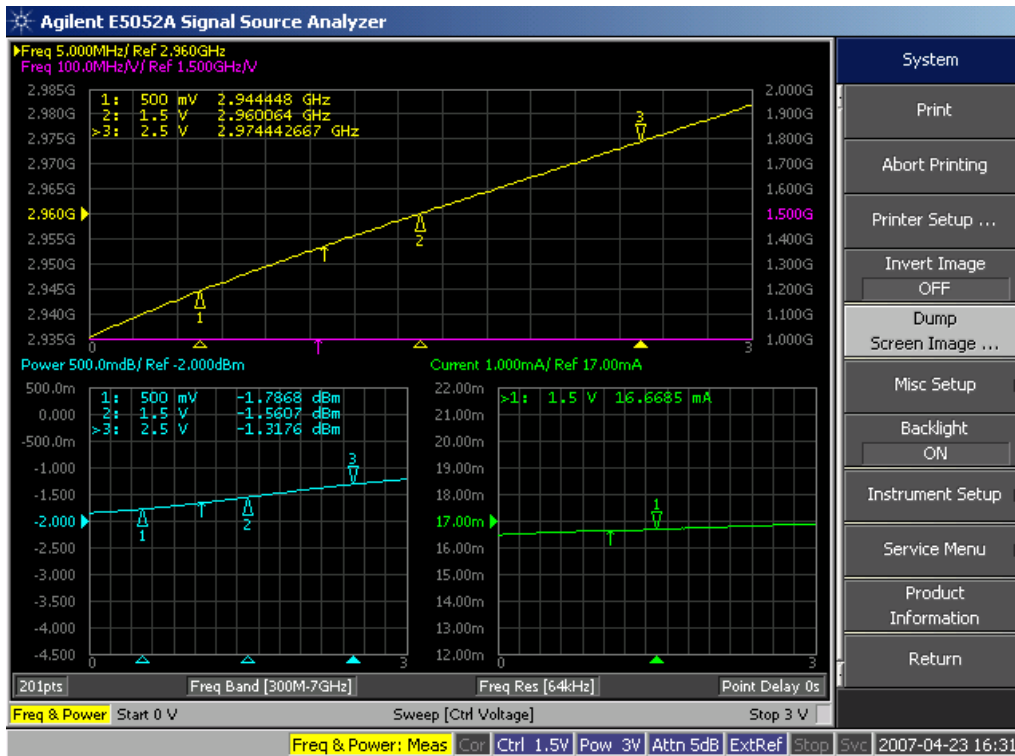 Agilent E5052A Signal Source Analyzer
Freq 5.000MHz/ Ref 2.960GHz
Freq 100.0MHz/V/ Ref 1.500GHz/V
2.985G
2.980G
2.975G
2.970G
2.965G
2.960G
2.955G
2.950G
2.945G
2.940G
2.935G
1: 500 mV 2.944448 GHz
2: 1.5 V 2.960064 GHz
>3: 2.5 V 2.974442667 GHz
1
2
3
0
3
2.000G
1.900G
1.800G
1.700G
1.600G
1.500G
1.400G
1.300G
1.200G
1.100G
1.000G
Power 500.0mdB/ Ref -2.000dBm
500.0m
0.000
-500.0m
-1.000
-1.500
-2.000
-2.500
-3.000
-3.500
-4.000
-4.500
1: 500 mV -1.7868 dBm
2: 1.5 V -1.5607 dBm
>3: 2.5 V -1.3176 dBm
1
2
3
0
3
Current 1.000mA/ Ref 17.00mA
22.00m
21.00m
20.00m
19.00m
18.00m
17.00m
16.00m
15.00m
14.00m
13.00m
12.00m
>1: 1.5 V 16.6685 mA
1
0
3
201pts Freq Band [300M-7GHz] Freq Res [64kHz] Point Delay 0s
Freq & Power Start 0 V Sweep [Ctrl Voltage] Stop 3 V
Freq & Power: Meas Cor Ctrl 1.5V Pow 3V Attn 5dB ExtRef Stop Svc 2007-04-23 16:31
System
Print
Abort Printing
Printer Setup ...
Invert Image
OFF
Dump
Screen Image ...
Misc Setup
Backlight
ON
Instrument Setup
Service Menu
Product
Information
Return